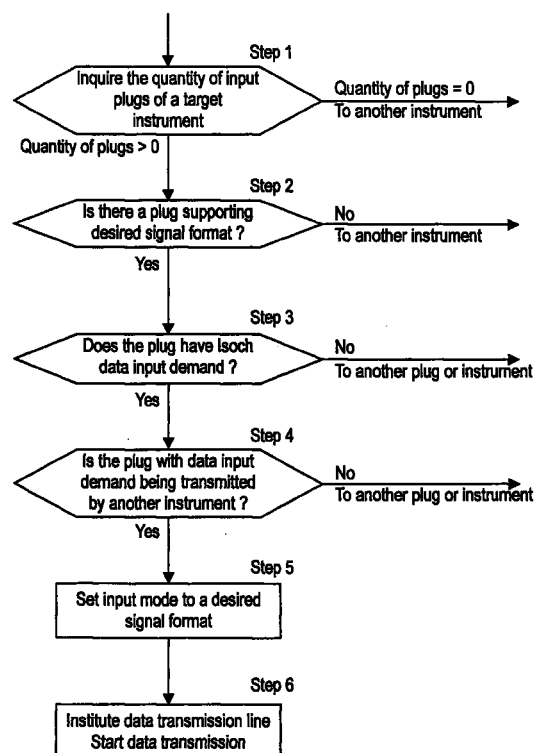 Step 1
Inquire the quantity of input
plugs of a target
instrument
Quantity of plugs = 0
To another instrument
Quantity of plugs > 0
Step 2
Is there a plug supporting
desired signal format ?
No
To another instrument
Yes
Step 3
Does the plug have Isoch
data input demand ?
No
To another plug or instrument
Yes
Step 4
Is the plug with data input
demand being transmitted
by another instrument ?
No
To another plug or instrument
Yes
Step 5
Set input mode to a desired
signal format
Step 6
Institute data transmission line
Start data transmission